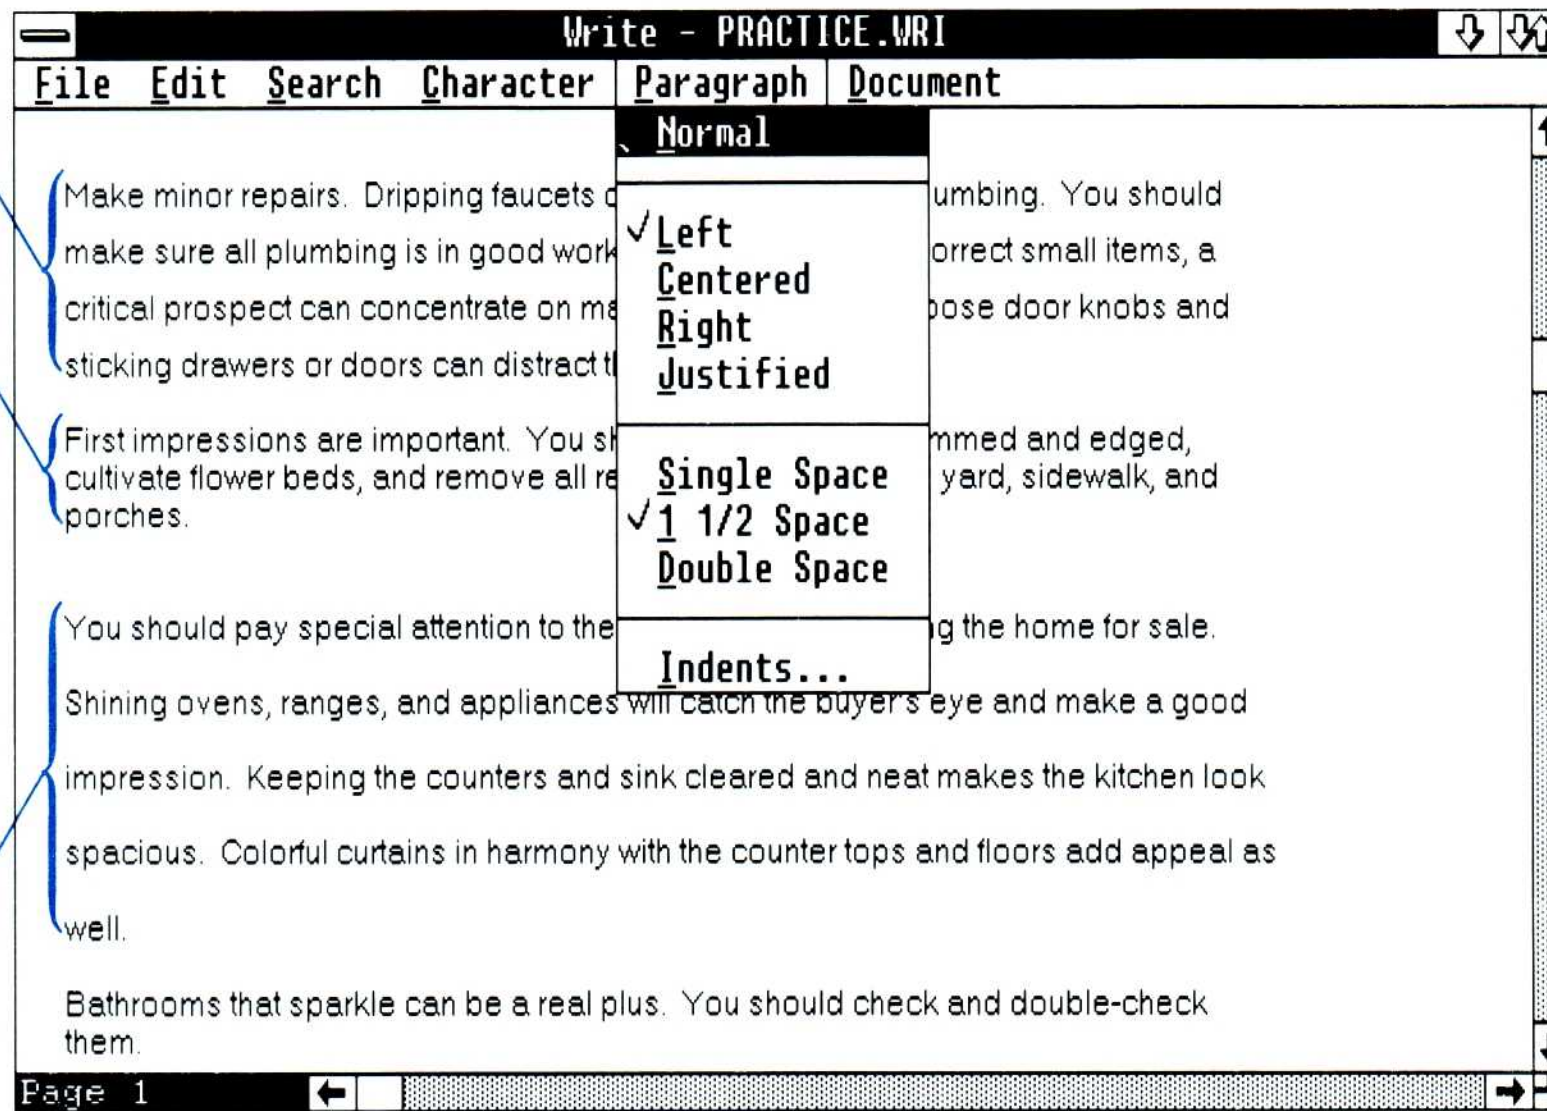 Write - PRACTICE.WRI
File Edit Search Character Paragraph Document
Normal
Left
Centered
Right
Justified
Single Space
1 1/2 Space
Double Space
Indents...
Make minor repairs. Dripping faucets umbing. You should
make sure all plumbing is in good work orrect small items, a
critical prospect can concentrate on ma oose door knobs and
sticking drawers or doors can distract
First impressions are important. You sh mmed and edged,
cultivate flower beds, and remove all re yard, sidewalk, and
porches.
You should pay special attention to the g the home for sale.
Shining ovens, ranges, and appliances will catch the buyer's eye and make a good
impression. Keeping the counters and sink cleared and neat makes the kitchen look
spacious. Colorful curtains in harmony with the counter tops and floors add appeal as
well.
Bathrooms that sparkle can be a real plus. You should check and double-check
them.
Page 1